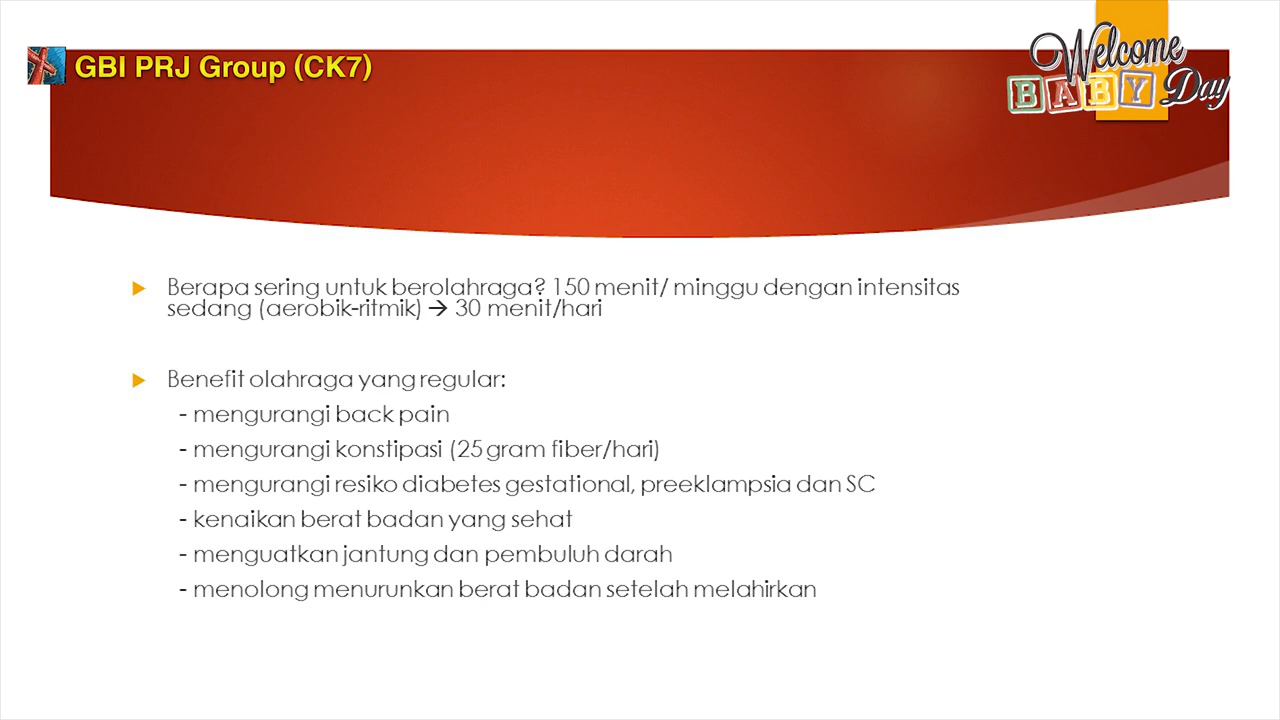 GBI PRJ Group (CK7)
Welcome
BABY Day
Berapa sering untuk berolahraga? 150 menit/ minggu dengan intensitas
sedang (aerobik-ritmik) → 30 menit/hari
Benefit olahraga yang regular:
- mengurangi back pain
- mengurangi konstipasi (25 gram fiber/hari)
- mengurangi resiko diabetes gestational, preeklampsia dan SC
- kenaikan berat badan yang sehat
- menguatkan jantung dan pembuluh darah
- menolong menurunkan berat badan setelah melahirkan